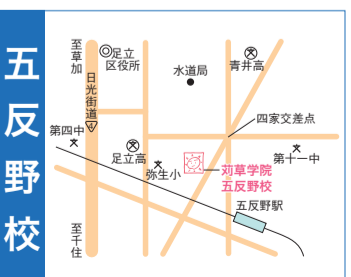 五反野校
至草加
足立
区役所
日光街道
4
水道局
青井高
四家交差点
第四中
足立高
弥生小
苅草学院
五反野校
第十一中
五反野駅
至千住